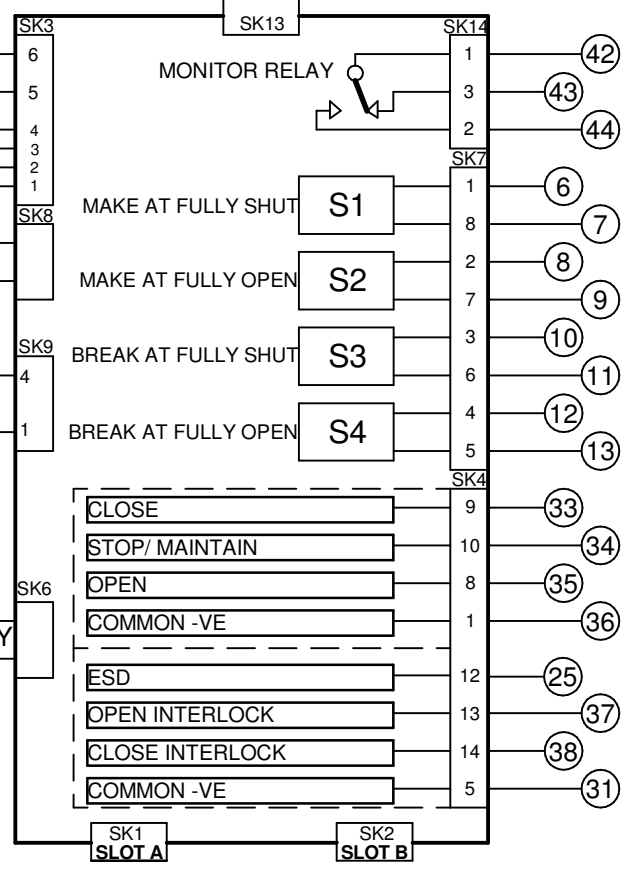 SK3 SK13 SK14
6 MONITOR RELAY 1 42
5 3 43
4 2 44
3
2 SK7
1 MAKE AT FULLY SHUT S1 1 6
SK8 8 7
MAKE AT FULLY OPEN S2 2 8
7 9
SK9 BREAK AT FULLY SHUT S3 3 10
4 6 11
1 BREAK AT FULLY OPEN S4 4 12
5 13
SK4
CLOSE 9 33
STOP/ MAINTAIN 10 34
SK6 OPEN 8 35
Y COMMON -VE 1 36
ESD 12 25
OPEN INTERLOCK 13 37
CLOSE INTERLOCK 14 38
COMMON -VE 5 31
SK1 SK2
SLOT A SLOT B